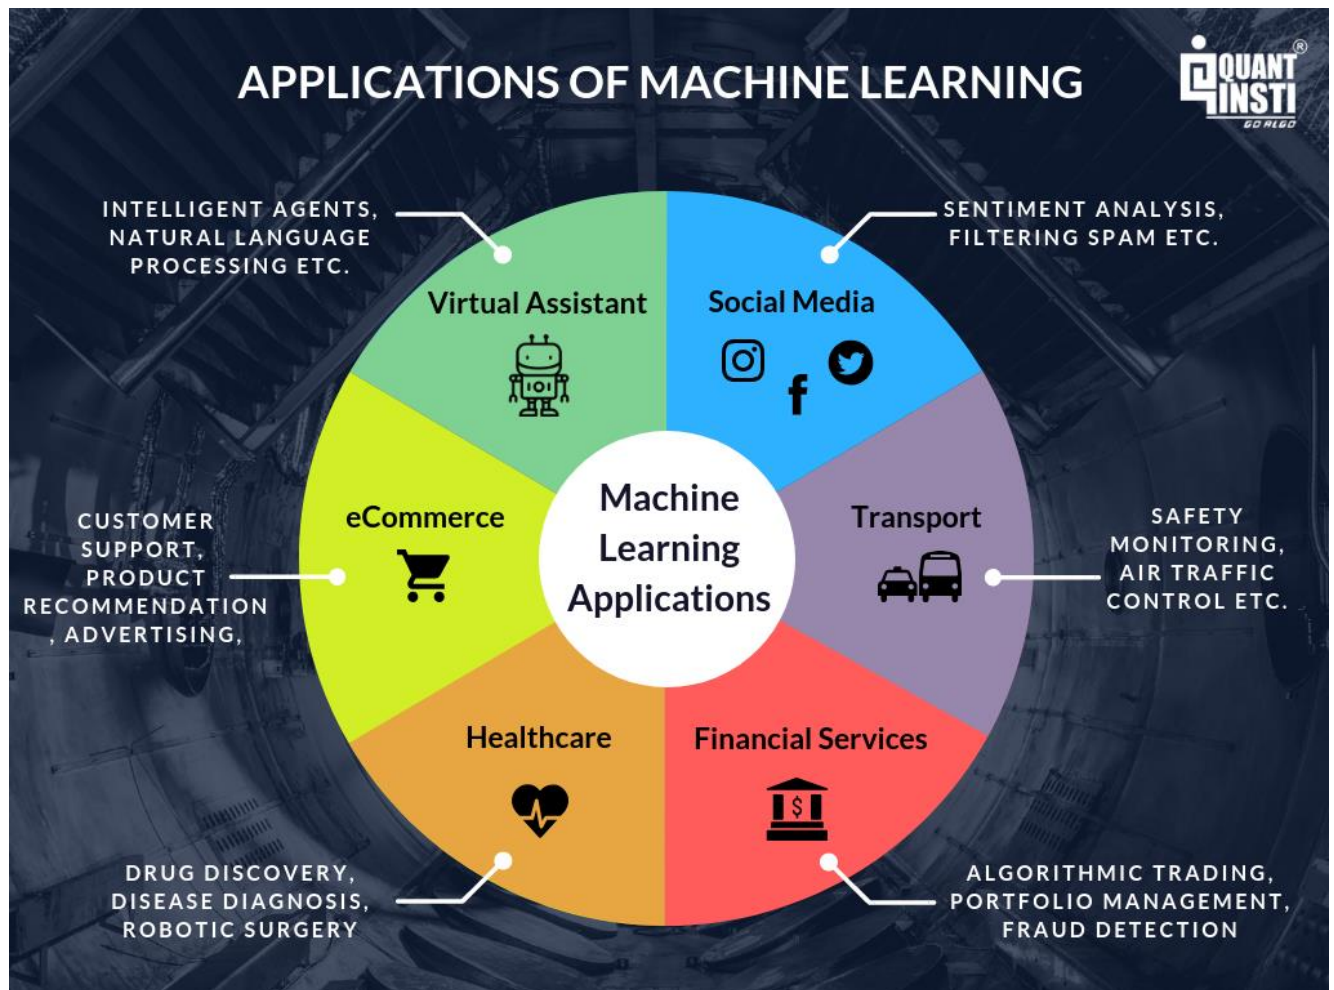 APPLICATIONS OF MACHINE LEARNING
QUANT
INSTI
®
GO ALGO
INTELLIGENT AGENTS,
NATURAL LANGUAGE
PROCESSING ETC.
SENTIMENT ANALYSIS,
FILTERING SPAM ETC.
Virtual Assistant
Social Media
CUSTOMER
SUPPORT,
PRODUCT
RECOMMENDATION
, ADVERTISING,
eCommerce
Machine
Learning
Applications
Transport
SAFETY
MONITORING,
AIR TRAFFIC
CONTROL ETC.
Healthcare
Financial Services
$
DRUG DISCOVERY,
DISEASE DIAGNOSIS,
ROBOTIC SURGERY
ALGORITHMIC TRADING,
PORTFOLIO MANAGEMENT,
FRAUD DETECTION